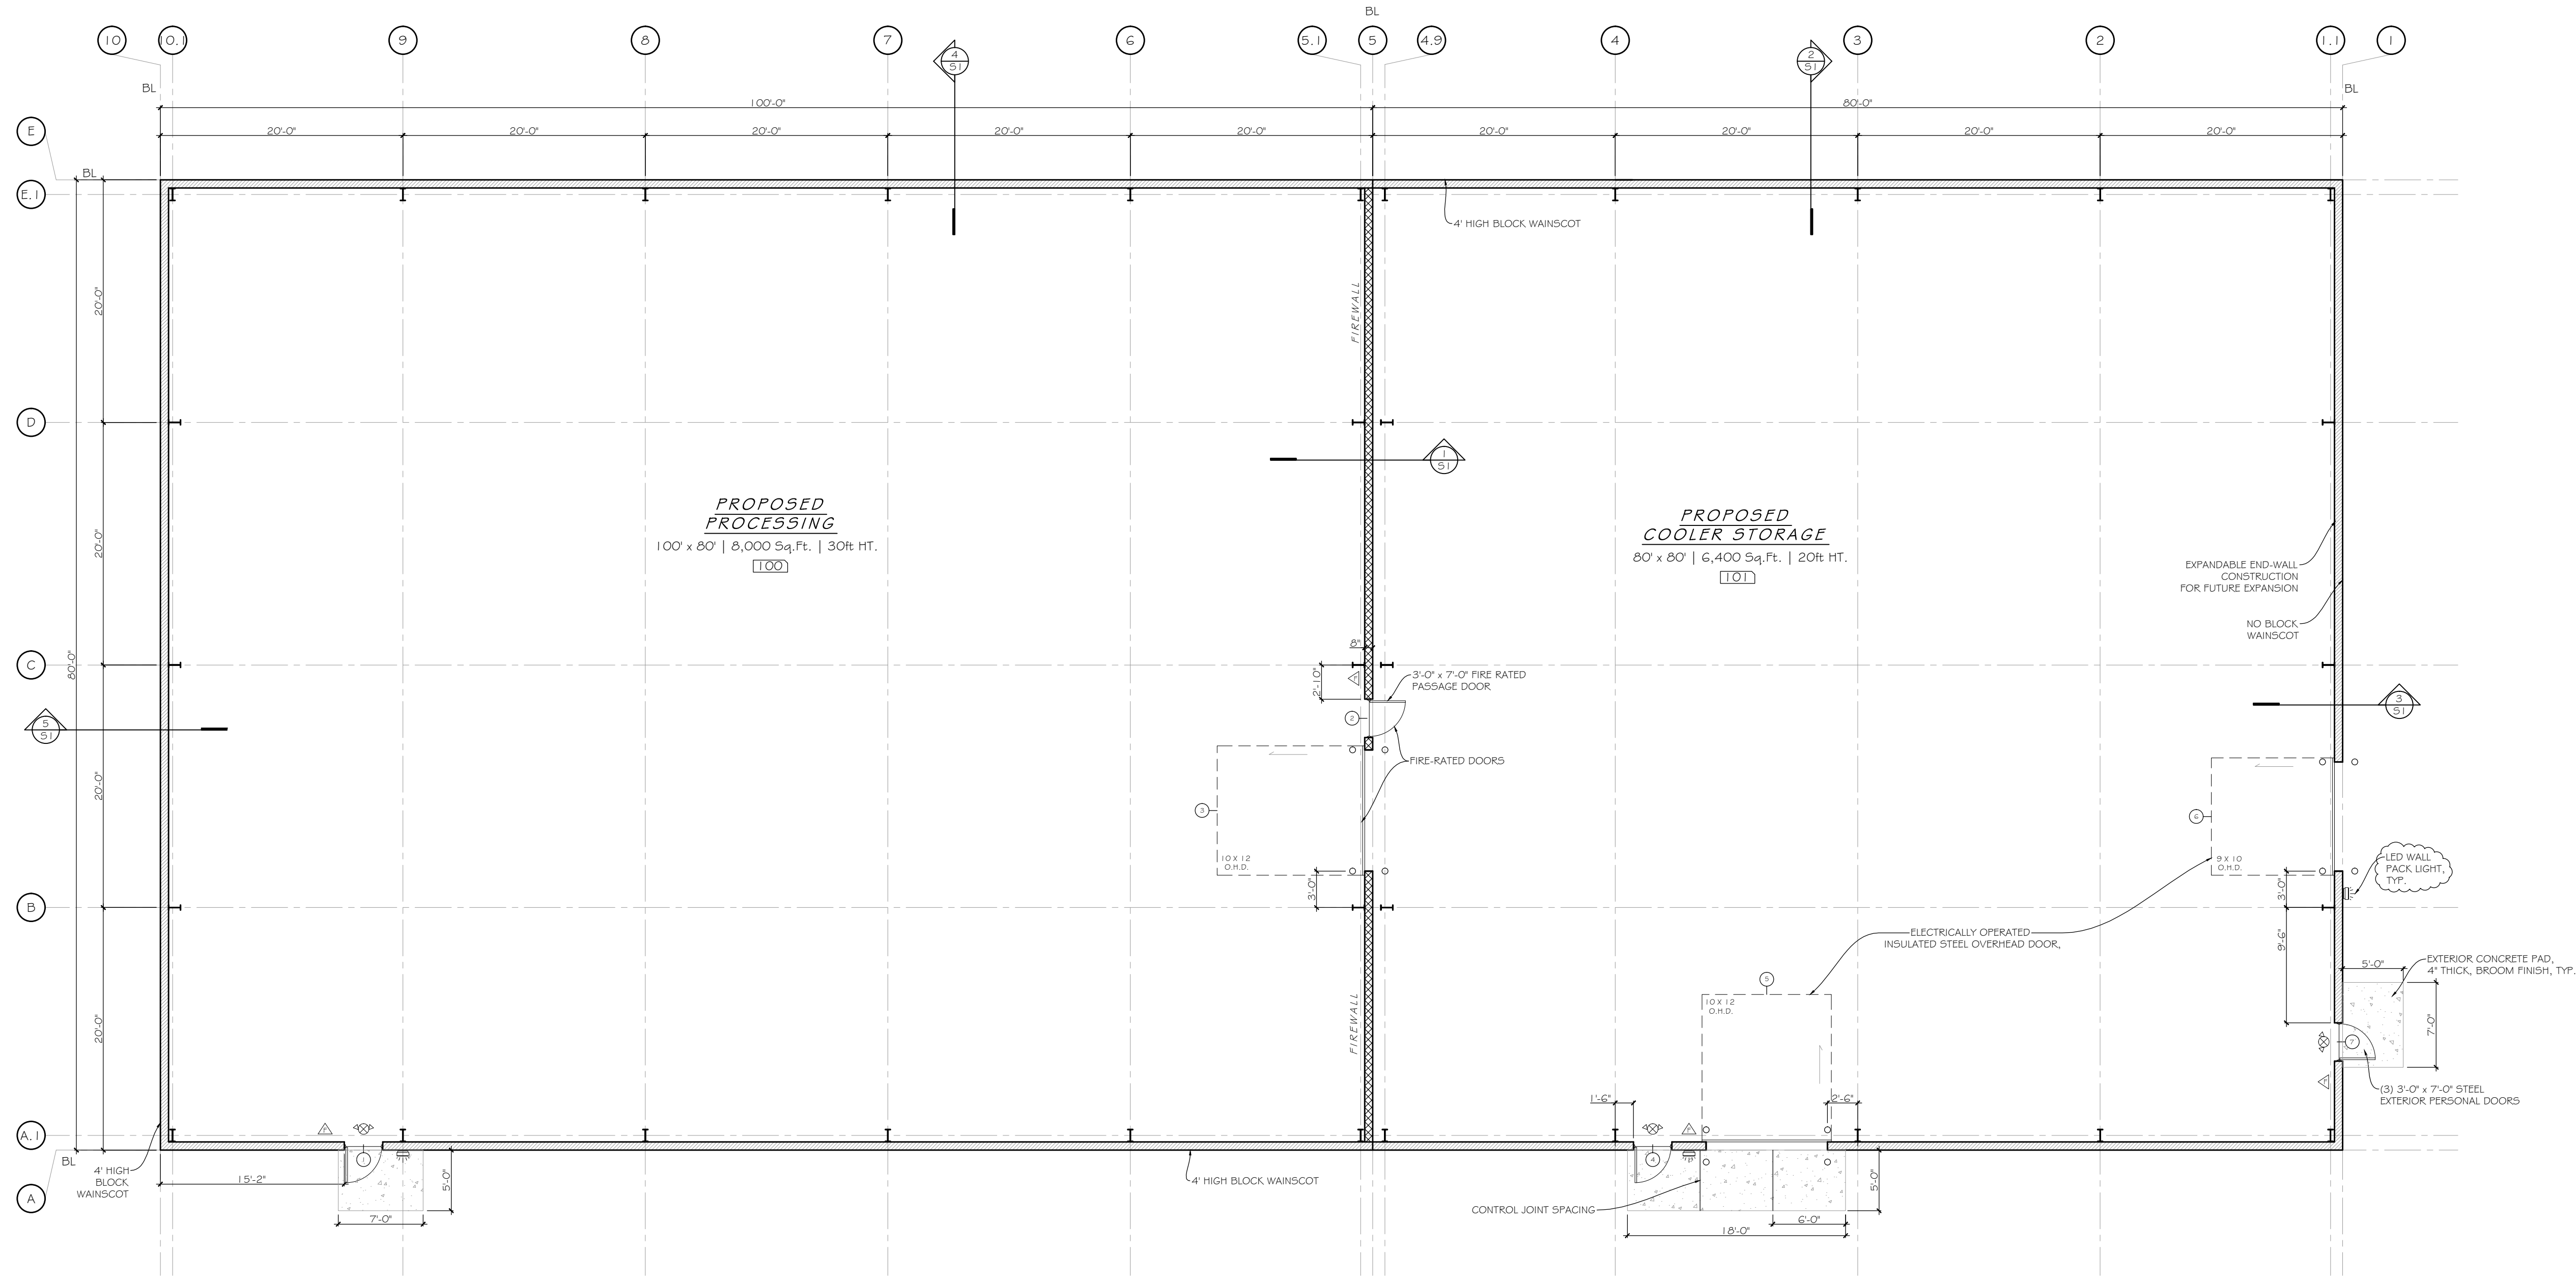 BL
10
10.1
9
8
7
6
5.1
5
4.9
4
3
2
1.1
1
4
S1
2
S1
BL
BL
100'-0"
80'-0"
20'-0"
20'-0"
20'-0"
20'-0"
20'-0"
20'-0"
20'-0"
20'-0"
20'-0"
E
BL
E.1
4' HIGH BLOCK WAINSCOT
20'-0"
FIREWALL
D
1
S1
PROPOSED
PROCESSING
100' x 80' | 8,000 Sq.Ft. | 30ft HT.
100
PROPOSED
COOLER STORAGE
80' x 80' | 6,400 Sq.Ft. | 20ft HT.
101
20'-0"
EXPANDABLE END-WALL
CONSTRUCTION
FOR FUTURE EXPANSION
NO BLOCK
WAINSCOT
8"
C
80'-0"
2'-10"
F
3'-0" x 7'-0" FIRE RATED
PASSAGE DOOR
2
5
S1
3
S1
FIRE-RATED DOORS
20'-0"
3
10 X 12
O.H.D.
6
9 X 10
O.H.D.
LED WALL
PACK LIGHT,
TYP.
3'-0"
3'-0"
B
ELECTRICALLY OPERATED
INSULATED STEEL OVERHEAD DOOR,
9'-6"
5'-0"
EXTERIOR CONCRETE PAD,
4" THICK, BROOM FINISH, TYP.
5
10 X 12
O.H.D.
20'-0"
FIREWALL
7'-0"
7
F
(3) 3'-0" x 7'-0" STEEL
EXTERIOR PERSONAL DOORS
1'-6"
2'-6"
A.1
F
F
BL
1
4
4' HIGH
BLOCK
WAINSCOT
15'-2"
5'-0"
4' HIGH BLOCK WAINSCOT
5'-0"
A
CONTROL JOINT SPACING
7'-0"
6'-0"
18'-0"